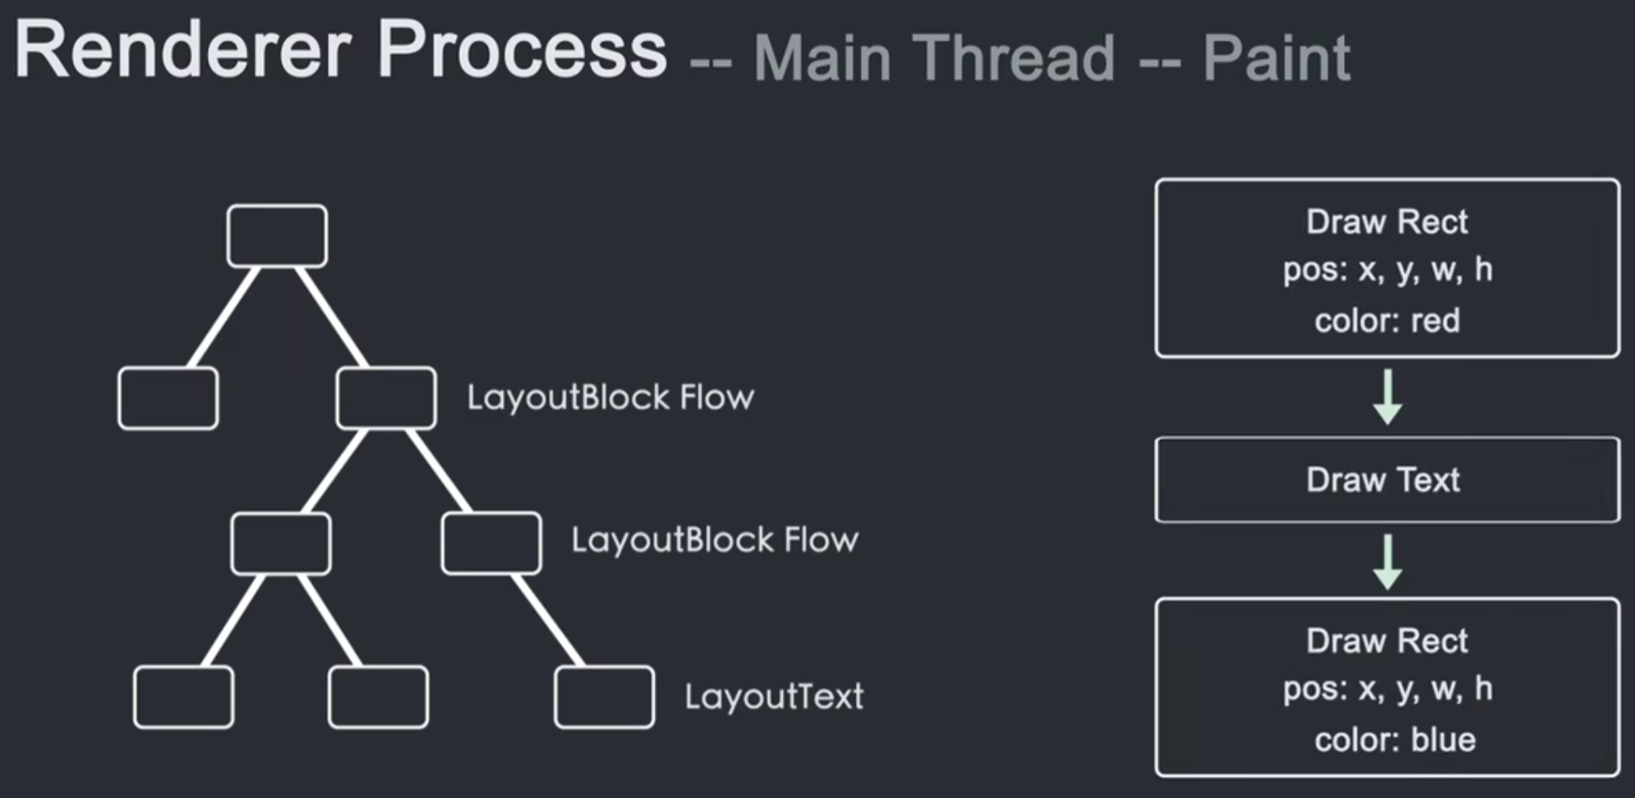 Renderer Process -- Main Thread -- Paint
LayoutBlock Flow
LayoutBlock Flow
LayoutText
Draw Rect
pos: x, y, w, h
color: red
Draw Text
Draw Rect
pos: x, y, w, h
color: blue